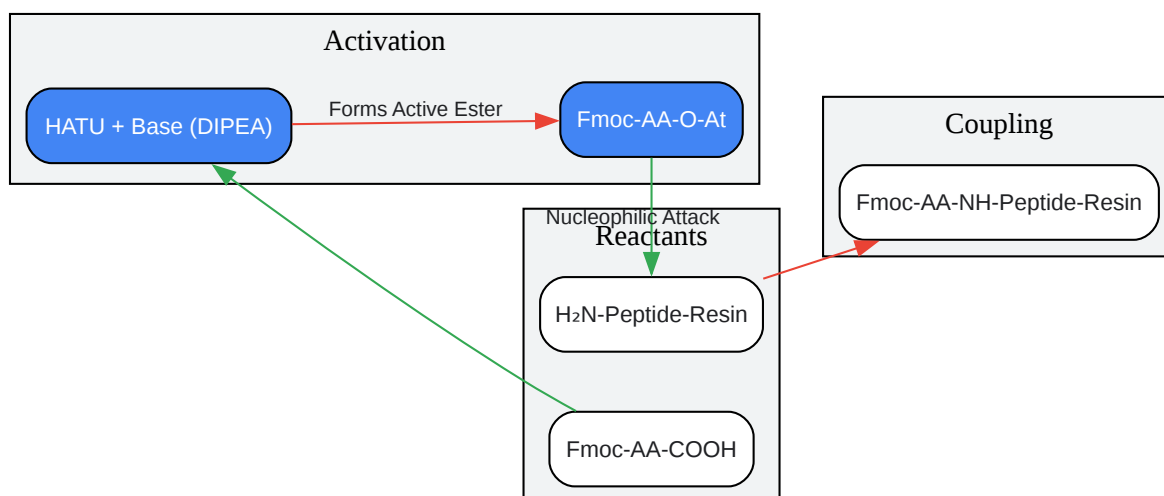 Activation
HATU + Base (DIPEA)
Forms Active Ester
Fmoc-AA-O-At
Coupling
Fmoc-AA-NH-Peptide-Resin
Nucleophilic Attack
Reactants
H₂N-Peptide-Resin
Fmoc-AA-COOH